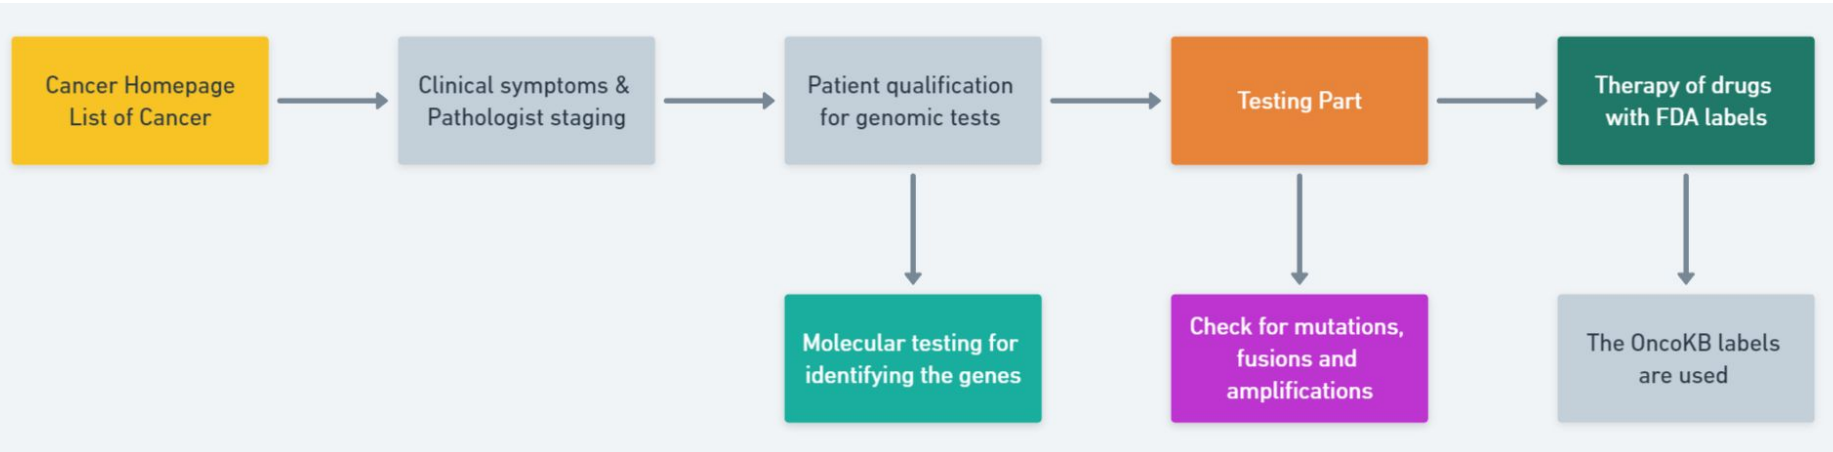 Cancer Homepage
List of Cancer
Clinical symptoms &
Pathologist staging
Patient qualification
for genomic tests
Testing Part
Therapy of drugs
with FDA labels
Molecular testing for
identifying the genes
Check for mutations,
fusions and
amplifications
The OncoKB labels
are used